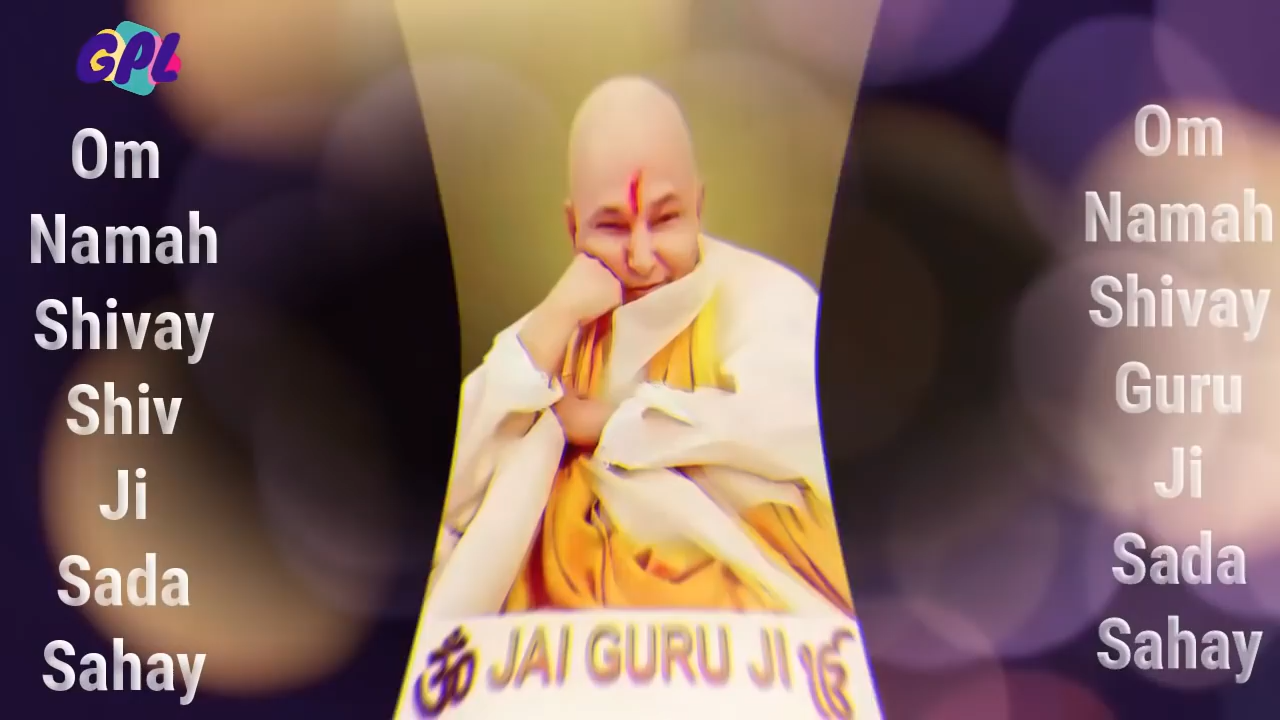 GPL
Om
Namah
Shivay
Shiv
Ji
Sada
Sahay
Om
Namah
Shivay
Guru
Ji
Sada
Sahay
ॐ JAI GURU JI ੴ